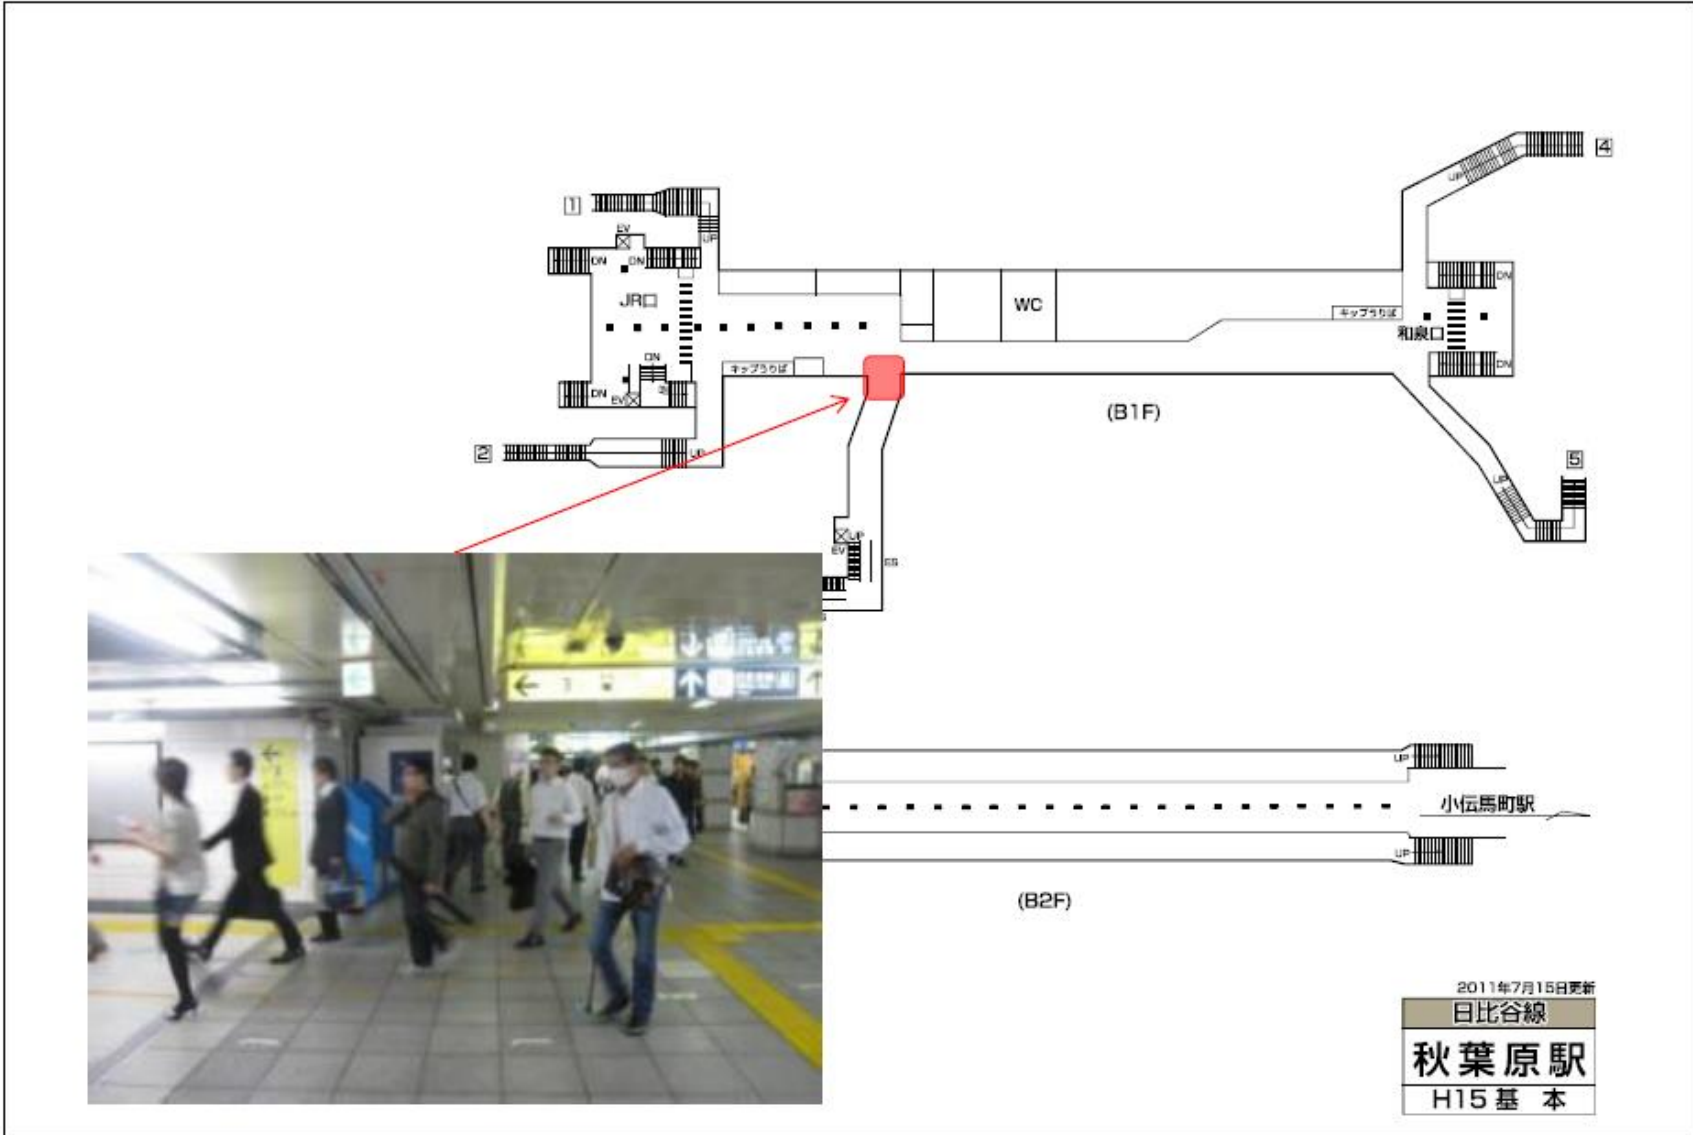 4
1
UP
EV
UP
DN
DN
DN
JR口
WC
キップうりば
和泉口
DN
キップうりば
DN
DN
EV
UP
(B1F)
2
UP
5
UP
UP
EV
ES
UP
小伝馬町駅
UP
(B2F)
2011年7月15日更新
日比谷線
秋葉原駅
H15 基 本